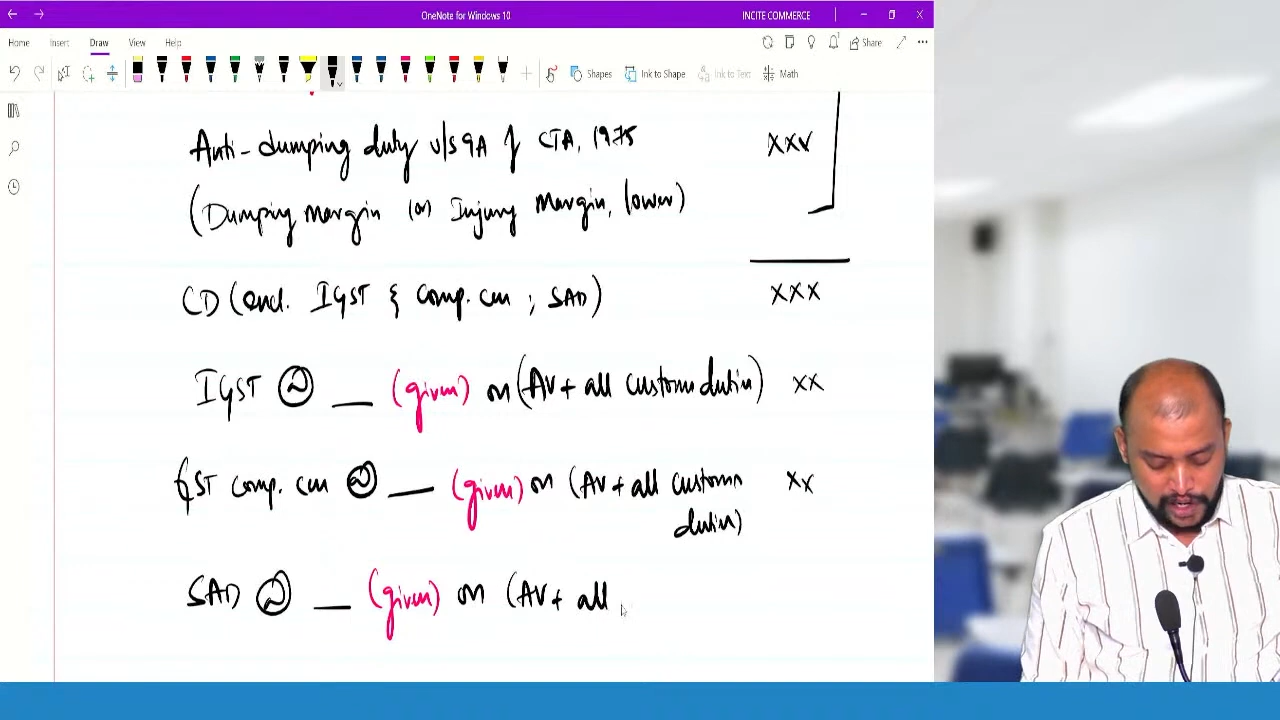 OneNote for Windows 10
INCITE COMMERCE
Home Insert Draw View Help
Share
Shapes Ink to Shape Ink to Text Math
Anti-dumping duty u/s 9A of CTA, 1975 XXX
(Dumping Margin (or) Injury Margin, lower)
CD (excl. IGST & Comp. cess ; SAD) XXX
IGST @ __ (given) on (AV + all custom duties) XX
GST comp. cess @ __ (given) on (AV + all custom XX
duties)
SAD @ __ (given) on (AV + all